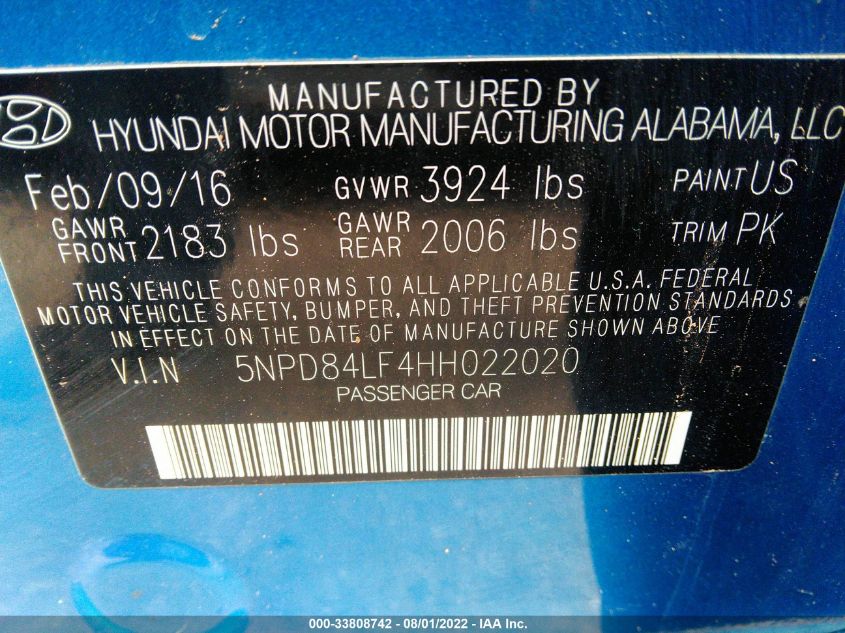 MANUFACTURED BY
HYUNDAI MOTOR MANUFACTURING ALABAMA, LLC
Feb/09/16 GVWR 3924 lbs PAINT US
GAWR FRONT 2183 lbs GAWR REAR 2006 lbs TRIM PK
THIS VEHICLE CONFORMS TO ALL APPLICABLE U.S.A. FEDERAL
MOTOR VEHICLE SAFETY, BUMPER, AND THEFT PREVENTION STANDARDS
IN EFFECT ON THE DATE OF MANUFACTURE SHOWN ABOVE
V.I.N 5NPD84LF4HH022020
PASSENGER CAR
000-33808742 - 08/01/2022 - IAA Inc.